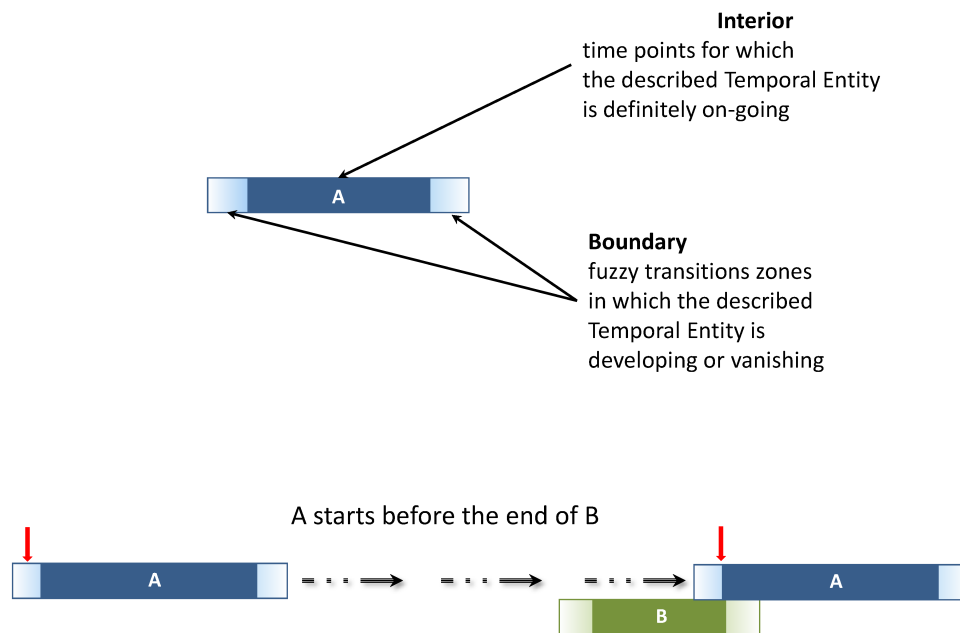 Interior
time points for which
the described Temporal Entity
is definitely on-going
A
Boundary
fuzzy transitions zones
in which the described
Temporal Entity is
developing or vanishing
A starts before the end of B
A
A
B